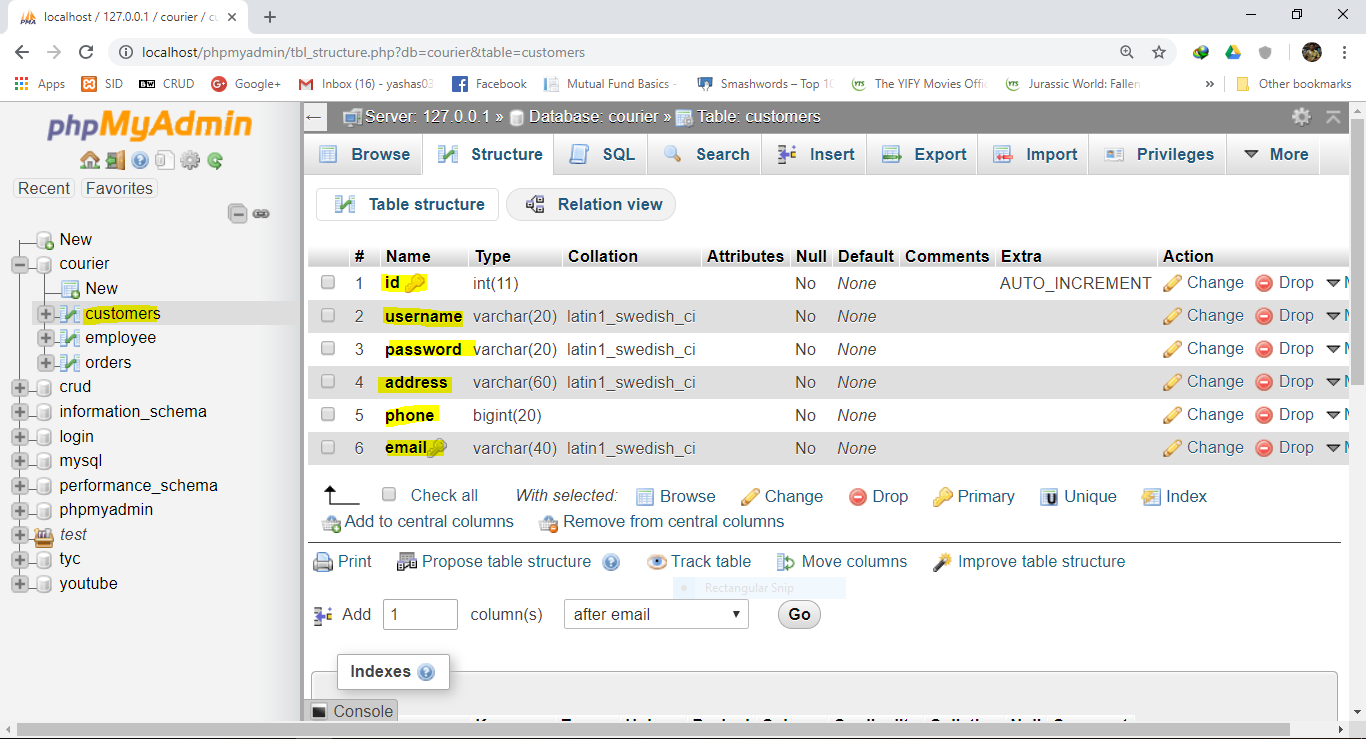 localhost / 127.0.0.1 / courier / cu
localhost/phpmyadmin/tbl_structure.php?db=courier&table=customers
Apps SID CRUD Google+ Inbox (16) - yashas03 Facebook Mutual Fund Basics - Smashwords – Top 10 The YIFY Movies Offic Jurassic World: Fallen » Other bookmarks
phpMyAdmin
Recent Favorites
New
courier
New
customers
employee
orders
crud
information_schema
login
mysql
performance_schema
phpmyadmin
test
tyc
youtube
Server: 127.0.0.1 » Database: courier » Table: customers
Browse Structure SQL Search Insert Export Import Privileges More
Table structure Relation view
# Name Type Collation Attributes Null Default Comments Extra Action
1 id int(11) No None AUTO_INCREMENT Change Drop
2 username varchar(20) latin1_swedish_ci No None Change Drop
3 password varchar(20) latin1_swedish_ci No None Change Drop
4 address varchar(60) latin1_swedish_ci No None Change Drop
5 phone bigint(20) No None Change Drop
6 email varchar(40) latin1_swedish_ci No None Change Drop
Check all With selected: Browse Change Drop Primary Unique Index
Add to central columns Remove from central columns
Print Propose table structure Track table Move columns Improve table structure
Rectangular Snip
Add 1 column(s) after email Go
Indexes
Console